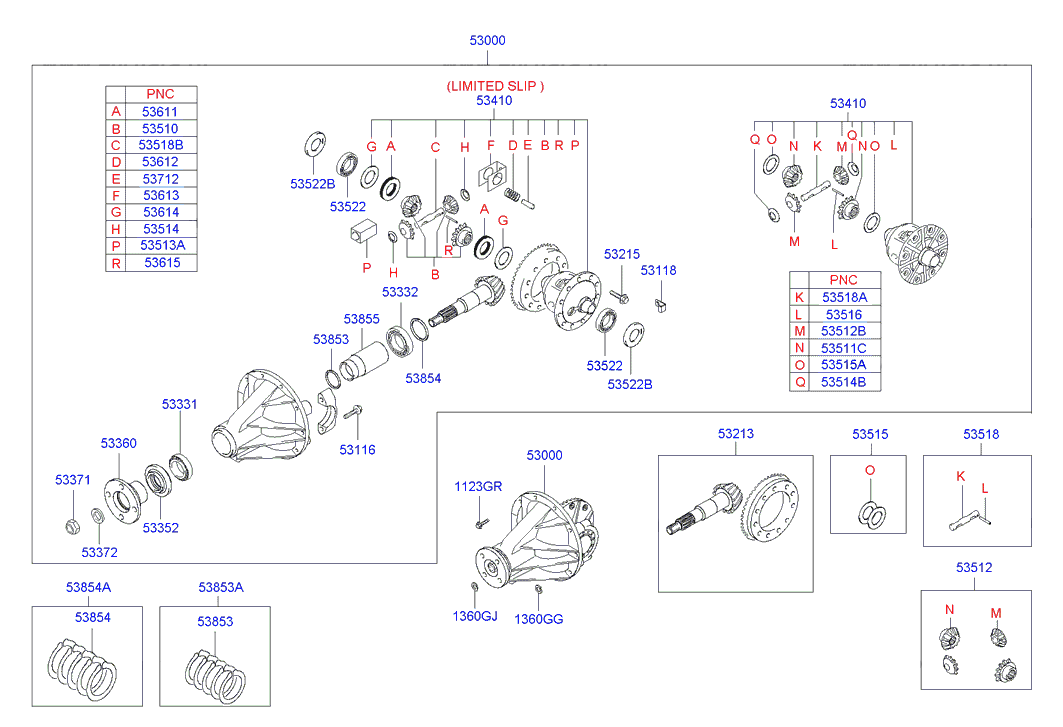 53000
(LIMITED SLIP )
53410
G A C H F D E B R P
PNC
A 53611
B 53510
C 53518B
D 53612
E 53712
F 53613
G 53614
H 53514
P 53513A
R 53615
53522B
53522
A
G
P
H
R
B
53410
Q O N K M Q N O L
M
L
PNC
K 53518A
L 53516
M 53512B
N 53511C
O 53515A
Q 53514B
53215
53118
53332
53855
53853
53854
53522
53522B
53116
53331
53360
53371
53352
53372
53000
1123GR
1360GJ
1360GG
53213
53515
O
53518
K
L
53512
N
M
53854A
53854
53853A
53853